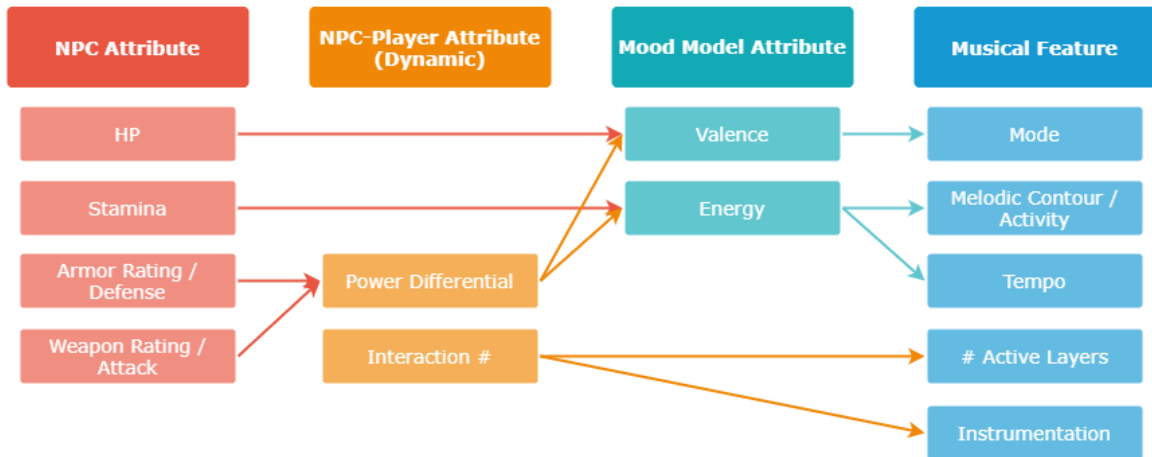 NPC Attribute
NPC-Player Attribute
(Dynamic)
Mood Model Attribute
Musical Feature
HP
Valence
Mode
Stamina
Energy
Melodic Contour /
Activity
Armor Rating /
Defense
Power Differential
Tempo
Weapon Rating /
Attack
Interaction #
# Active Layers
Instrumentation